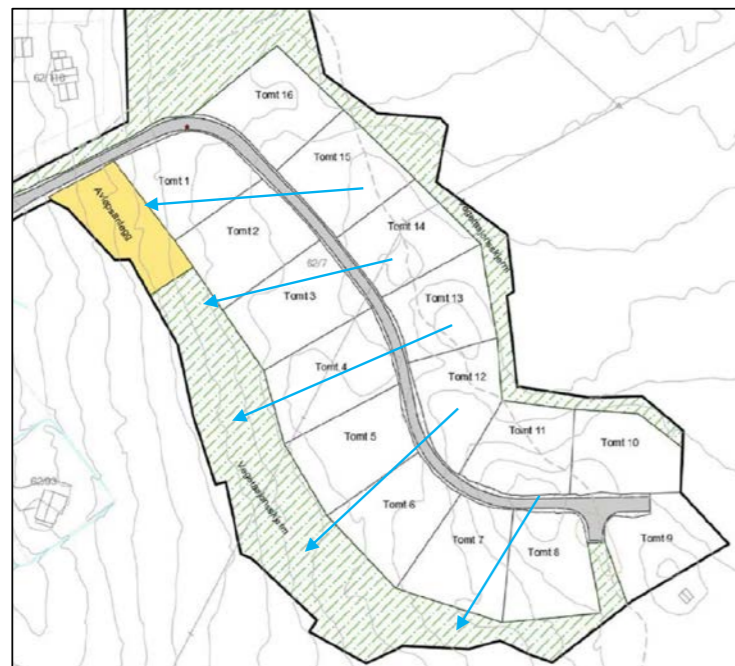 62/118
Tomt 16
Tomt 15
Tomt 1
Avløpsanlegg
Tomt 2
Tomt 14
Vegetasjonsskjerm
62/7
Tomt 3
Tomt 13
Tomt 4
Tomt 12
Tomt 5
Tomt 11
Tomt 10
62/93
Vegetasjonsskjerm
Tomt 6
Tomt 7
Tomt 8
Tomt 9